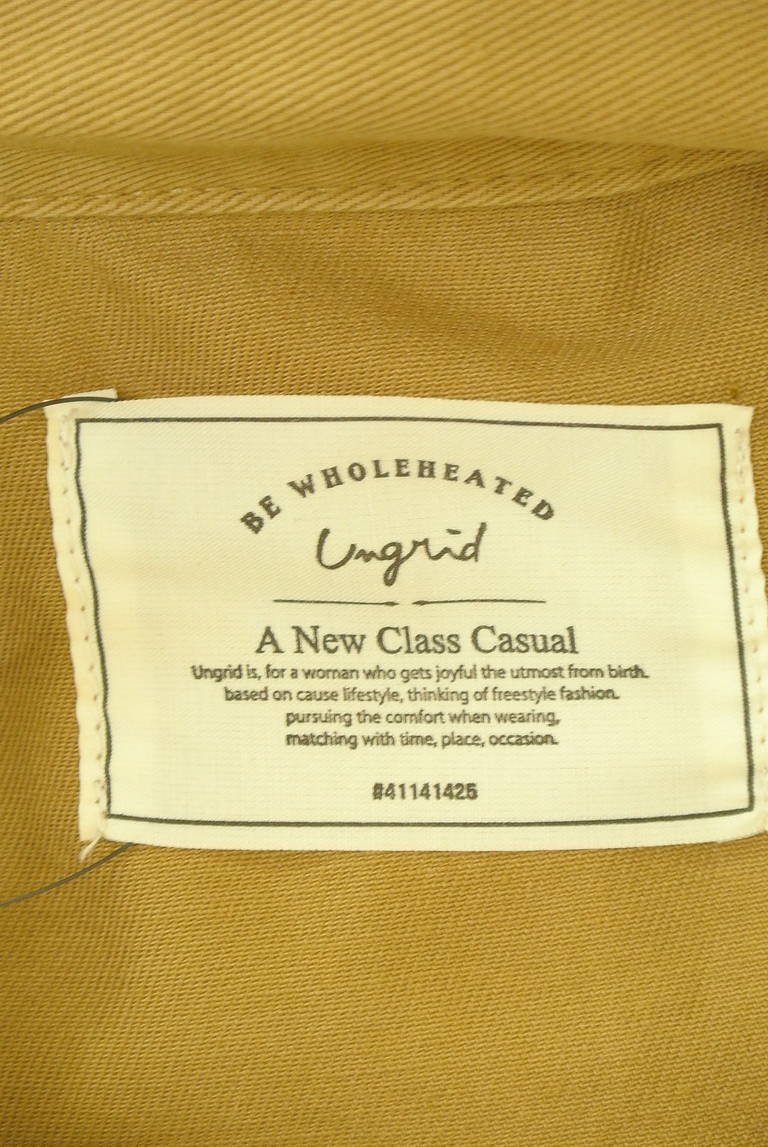 BE WHOLEHEATED
Ungrid
A New Class Casual
Ungrid is, for a woman who gets joyful the utmost from birth.
based on cause lifestyle, thinking of freestyle fashion.
pursuing the comfort when wearing,
matching with time, place, occasion.
#41141425